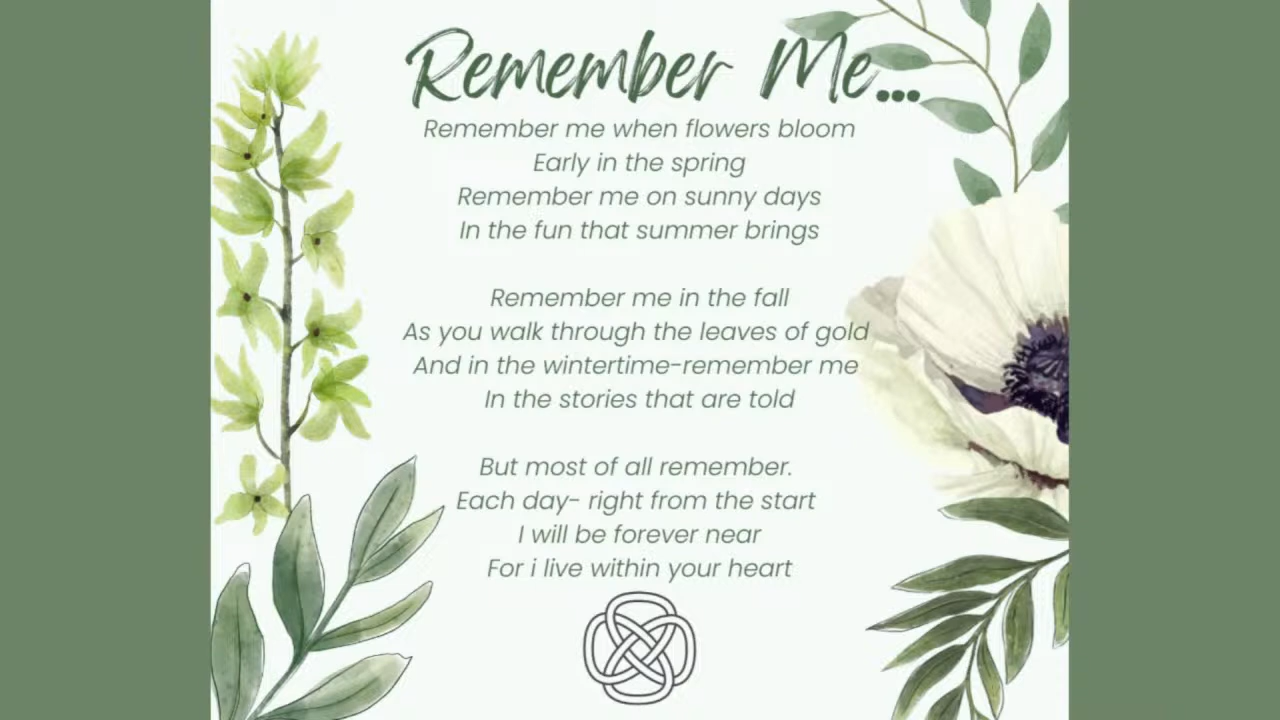 Remember Me...
Remember me when flowers bloom
Early in the spring
Remember me on sunny days
In the fun that summer brings
Remember me in the fall
As you walk through the leaves of gold
And in the wintertime-remember me
In the stories that are told
But most of all remember.
Each day- right from the start
I will be forever near
For i live within your heart